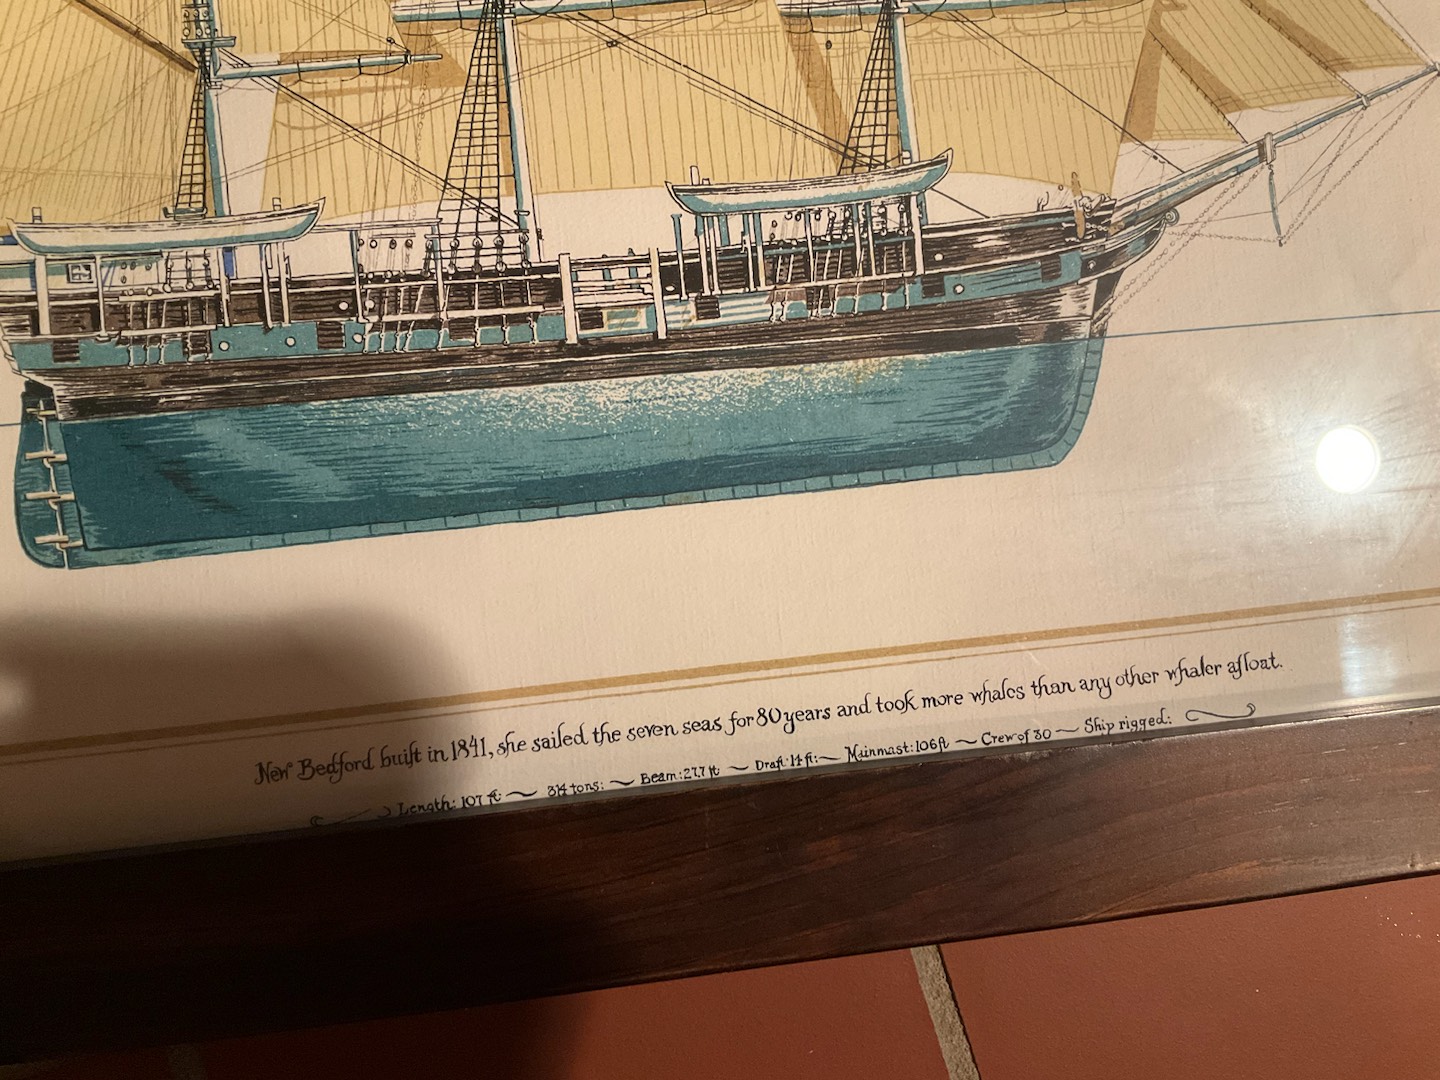 New Bedford built in 1841, she sailed the seven seas for 80 years and took more whales than any other whaler afloat.
Length: 107 ft ~ 314 tons: ~ Beam: 27.7 ft ~ Draft 14 ft: ~ Mainmast: 106 ft ~ Crew of 30 ~ Ship rigged: